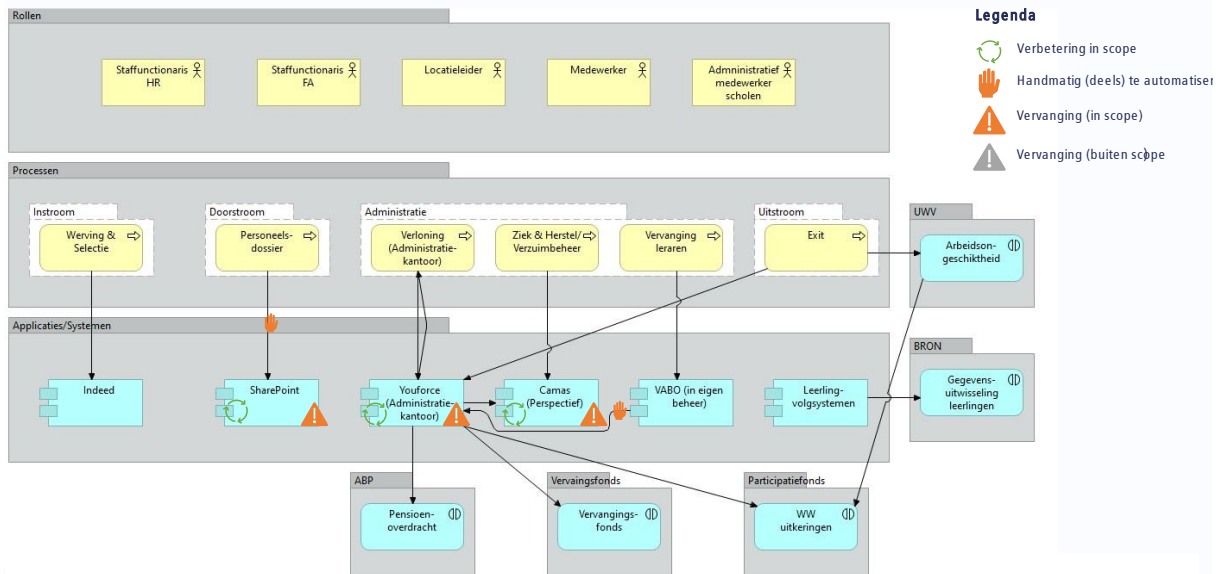 Rollen
Staffunctionaris
HR
Staffunctionaris
FA
Locatieleider
Medewerker
Admninistratief
medewerker
scholen
Legenda
Verbetering in scope
Handmatig (deels) te automatiser
Vervanging (in scope)
Vervanging (buiten scope)
Processen
Instroom
Werving &
Selectie
Doorstroom
Personeels-
dossier
Administratie
Verloning
(Administratie-
kantoor)
Ziek & Herstel/
Verzuimbeheer
Vervanging
leraren
Uitstroom
Exit
UWV
Arbeidson-
geschiktheid
Applicaties/Systemen
Indeed
SharePoint
Youforce
(Administratie-
kantoor)
Camas
(Perspectief)
VABO (in eigen
beheer)
Leerling-
volgsystemen
BRON
Gegevens-
uitwisseling
leerlingen
ABP
Pensioen-
overdracht
Vervaingsfonds
Vervangings-
fonds
Participatiefonds
WW
uitkeringen